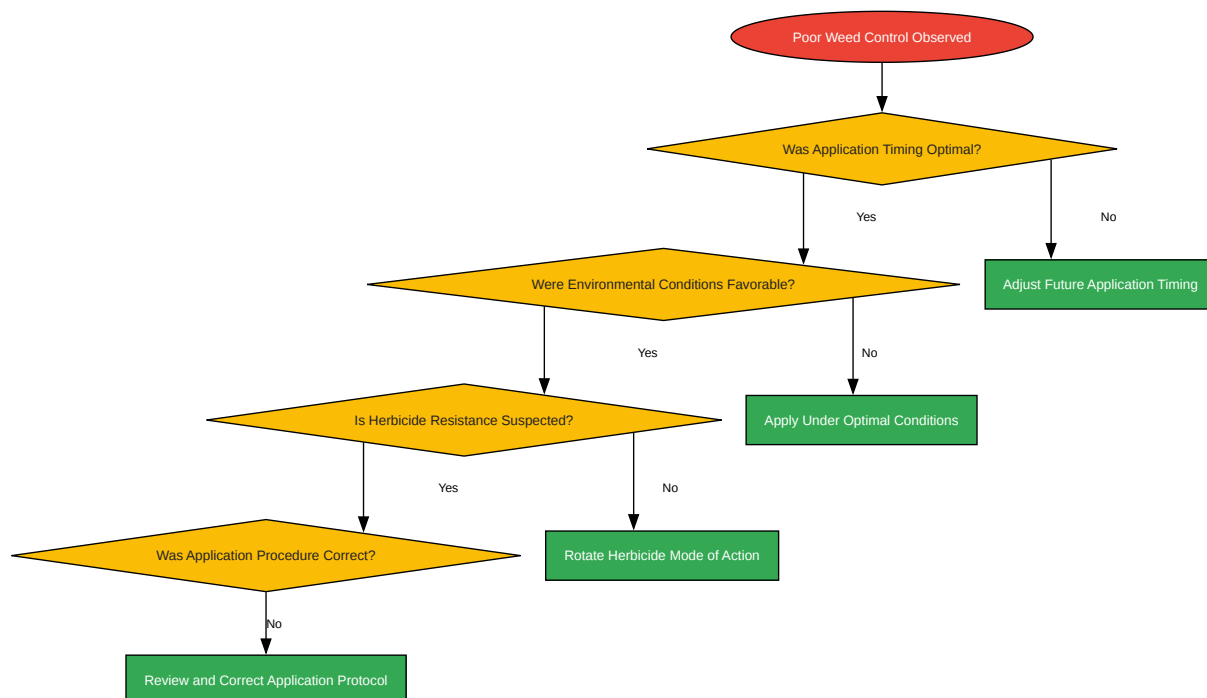 Poor Weed Control Observed
Was Application Timing Optimal?
Yes
No
Were Environmental Conditions Favorable?
Adjust Future Application Timing
Yes
No
Is Herbicide Resistance Suspected?
Apply Under Optimal Conditions
Yes
No
Was Application Procedure Correct?
Rotate Herbicide Mode of Action
No
Review and Correct Application Protocol